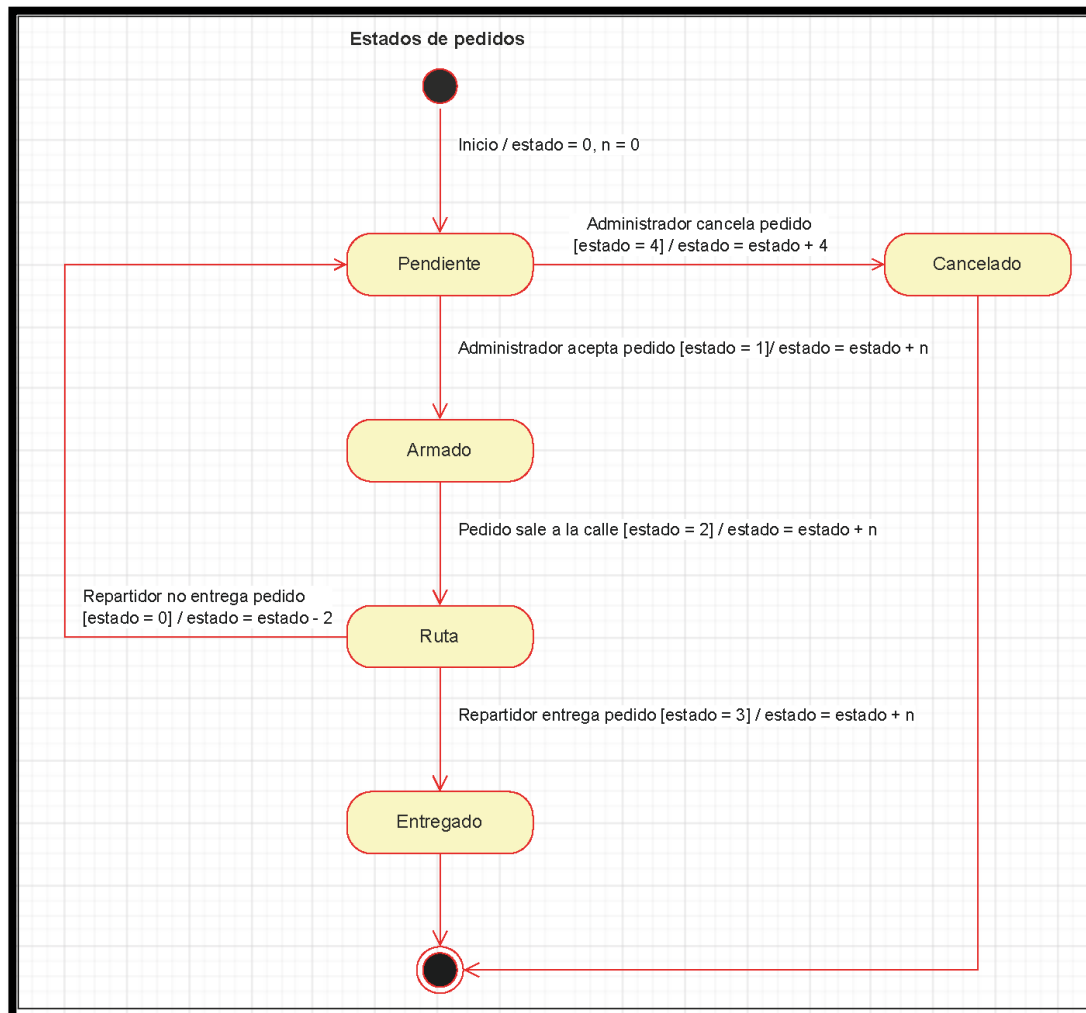 Estados de pedidos
Inicio / estado = 0, n = 0
Administrador cancela pedido
[estado = 4] / estado = estado + 4
Pendiente
Cancelado
Administrador acepta pedido [estado = 1]/ estado = estado + n
Armado
Pedido sale a la calle [estado = 2] / estado = estado + n
Repartidor no entrega pedido
[estado = 0] / estado = estado - 2
Ruta
Repartidor entrega pedido [estado = 3] / estado = estado + n
Entregado